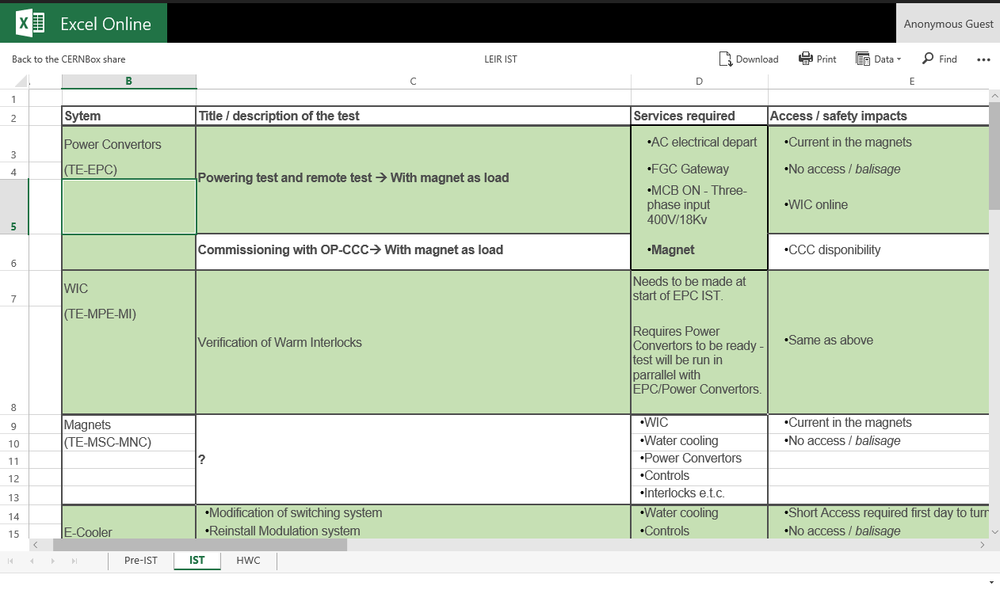 Excel Online
Anonymous Guest
Back to the CERNBox share
LEIR IST
Download
Print
Data
Find
B
C
D
E
1
2
Sytem
Title / description of the test
Services required
Access / safety impacts
3
Power Convertors
•AC electrical depart
•Current in the magnets
4
(TE-EPC)
Powering test and remote test → With magnet as load
•FGC Gateway
•No access / balisage
5
•MCB ON - Three-
phase input
400V/18Kv
•WIC online
6
Commissioning with OP-CCC→ With magnet as load
•Magnet
•CCC disponibility
7
WIC
Needs to be made at
start of EPC IST.
8
(TE-MPE-MI)
Verification of Warm Interlocks
Requires Power
Convertors to be ready -
test will be run in
parrallel with
EPC/Power Convertors.
•Same as above
9
Magnets
•WIC
•Current in the magnets
10
(TE-MSC-MNC)
•Water cooling
•No access / balisage
11
?
•Power Convertors
12
•Controls
13
•Interlocks e.t.c.
14
•Modification of switching system
•Water cooling
•Short Access required first day to turn
15
E-Cooler
•Reinstall Modulation system
•Controls
•No access / balisage
Pre-IST
IST
HWC